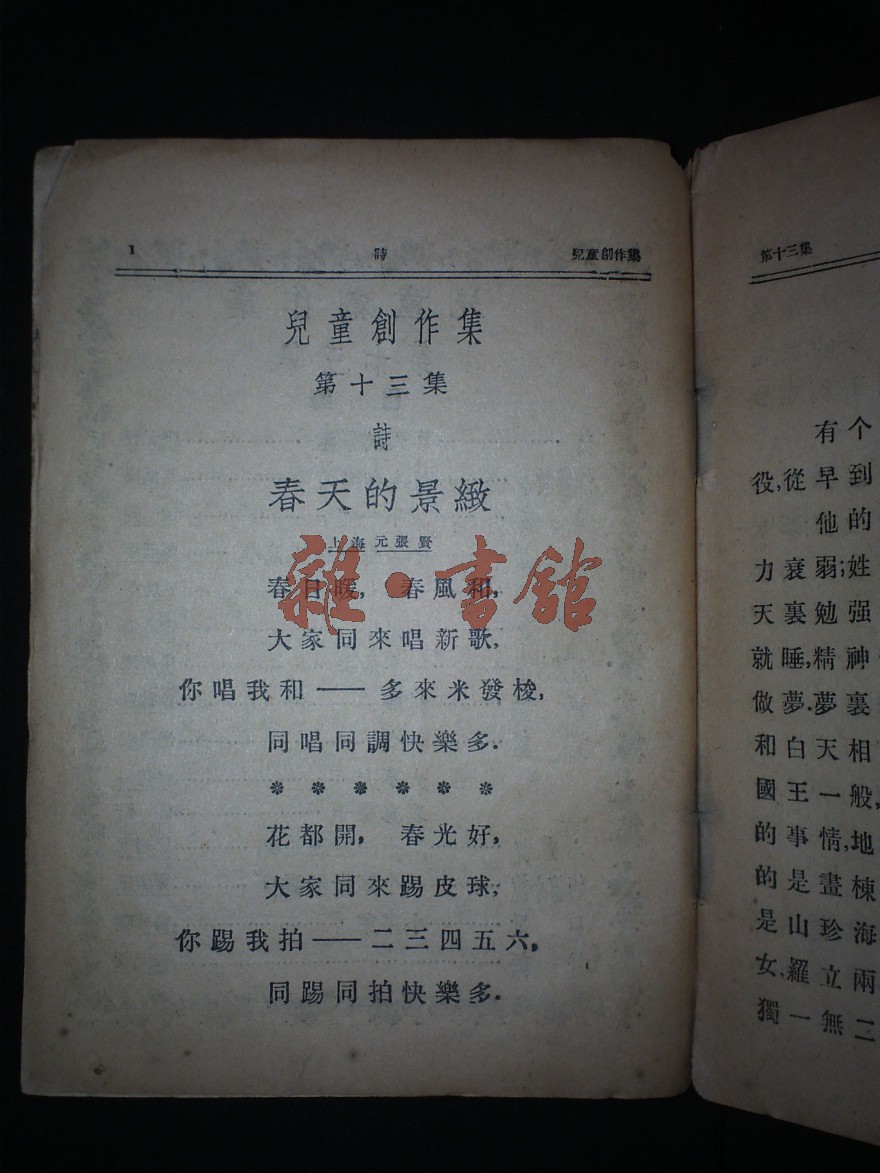 1 詩 兒童創作集
兒童創作集
第十三集
詩
春天的景緻
上海元張賢
春日暖， 春風和，
大家同來唱新歌，
你唱我和——多來米發梭，
同唱同調快樂多．
＊＊＊＊＊＊
花都開， 春光好，
大家同來踢皮球；
你踢我拍——二三四五六，
同踢同拍快樂多．
雜·書館
第十三集
有个
役，從早到
他的
力衰弱；姓
天裏勉强
就睡，精神
做夢．夢裏
和白天相
國王一般，
的事情，地
的是畫棟
是山珍海
女，羅立兩
獨一無二